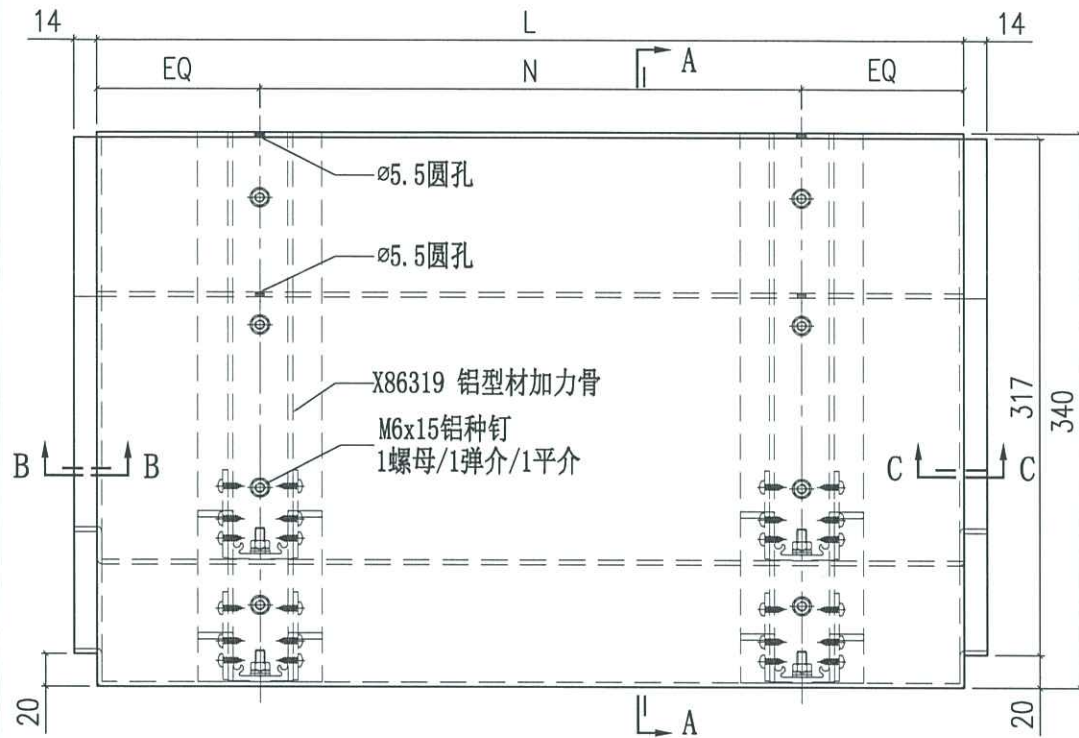 14
L
14
EQ
N
EQ
A
ø5.5圆孔
ø5.5圆孔
X86319 铝型材加力骨
M6x15铝种钉
1螺母/1弹介/1平介
317
340
B
B
C
C
20
A
20